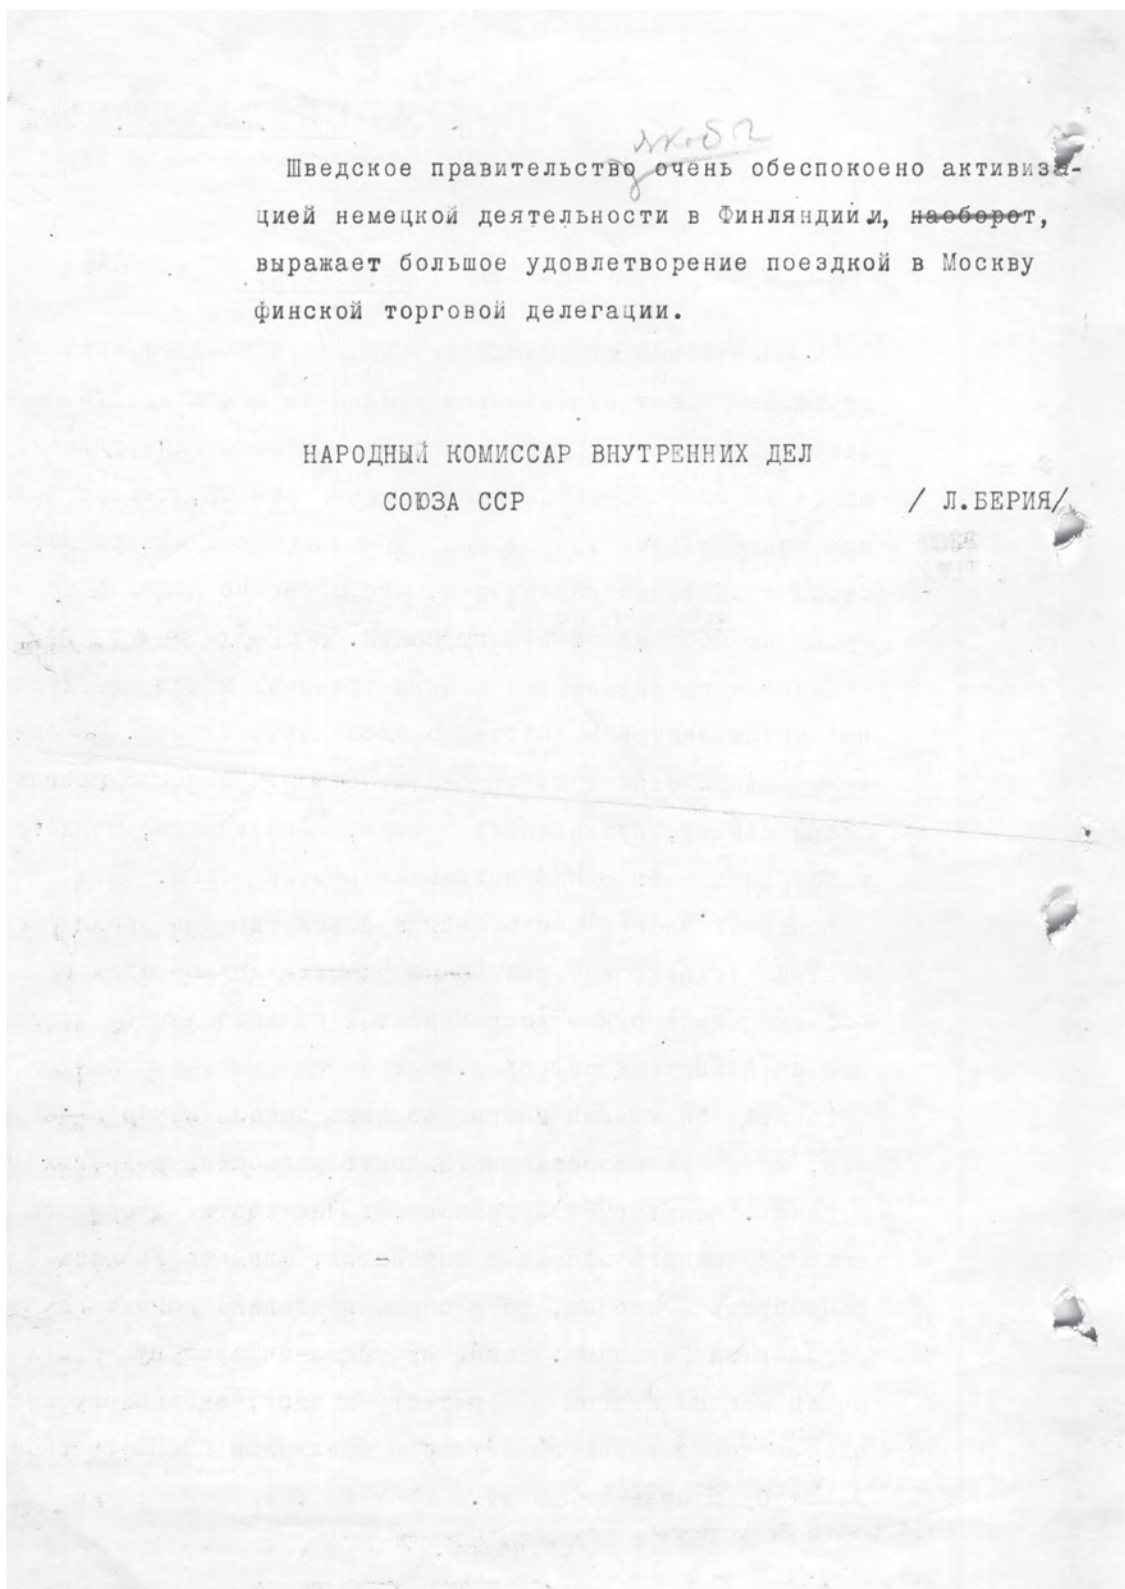 якобы
Шведское правительство очень обеспокоено активиза-
цией немецкой деятельности в Финляндии и, наоборот,
выражает большое удовлетворение поездкой в Москву
финской торговой делегации.
НАРОДНЫЙ КОМИССАР ВНУТРЕННИХ ДЕЛ
СОЮЗА ССР / Л.БЕРИЯ/